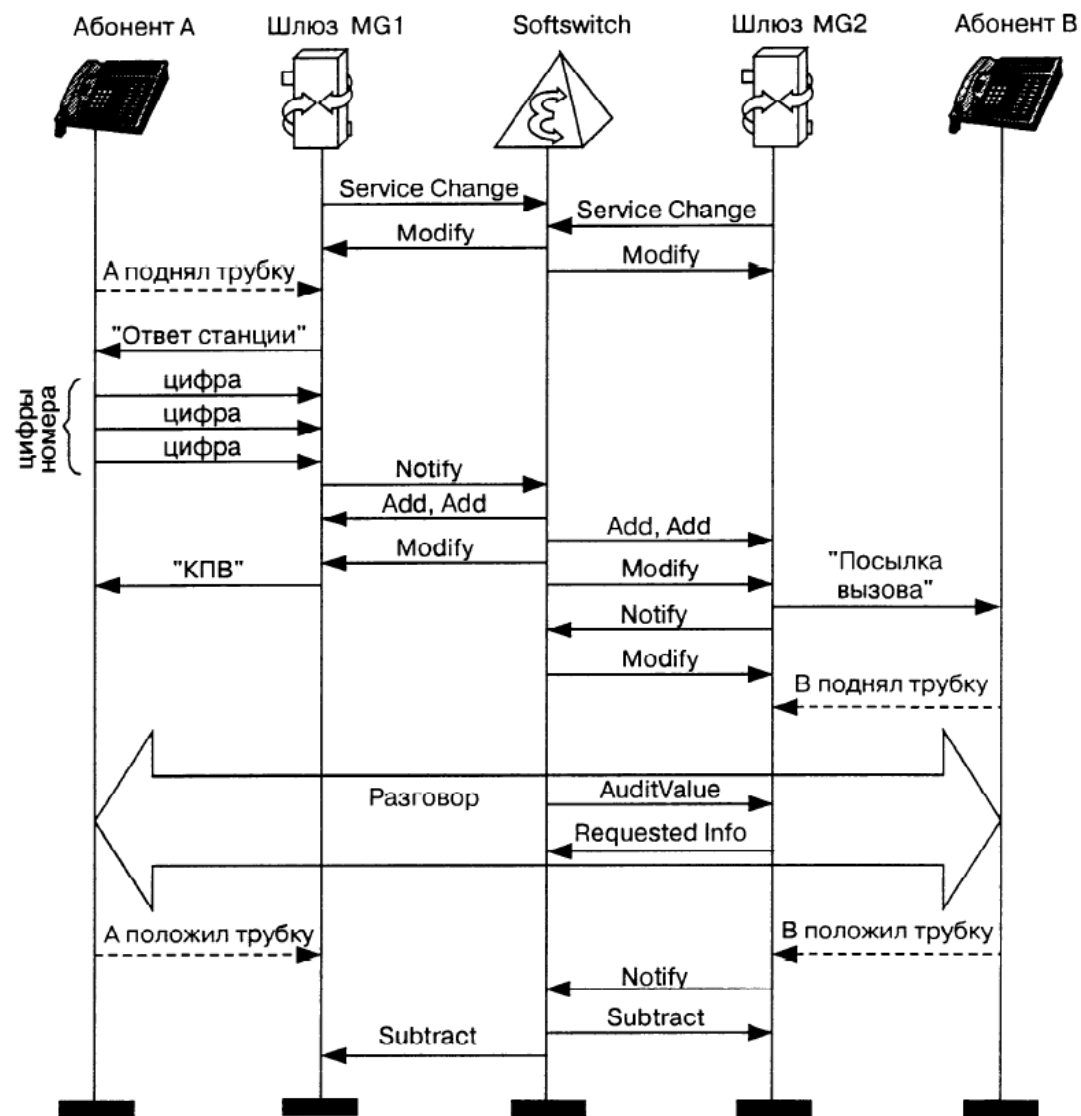 Абонент А
Шлюз MG1
Softswitch
Шлюз MG2
Абонент В
Service Change
Service Change
Modify
Modify
А поднял трубку
"Ответ станции"
цифры
номера
цифра
цифра
цифра
Notify
Add, Add
Add, Add
Modify
"КПВ"
Modify
"Посылка
вызова"
Notify
Modify
В поднял трубку
Разговор
AuditValue
Requested Info
А положил трубку
В положил трубку
Notify
Subtract
Subtract